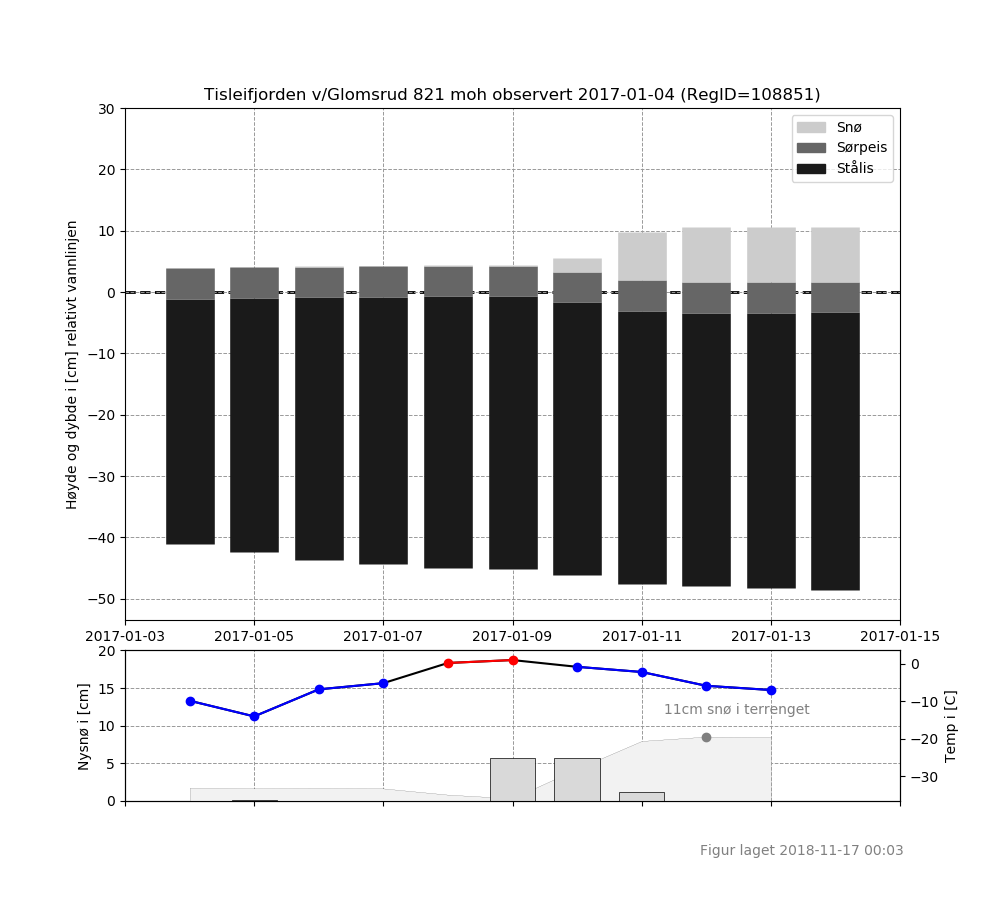 Tisleifjorden v/Glomsrud 821 moh observert 2017-01-04 (RegID=108851)
Høyde og dybde i [cm] relativt vannlinjen
30
20
10
0
−10
−20
−30
−40
−50
Snø
Sørpeis
Stålis
2017-01-03 2017-01-05 2017-01-07 2017-01-09 2017-01-11 2017-01-13 2017-01-15
Nysnø i [cm]
20
15
10
5
0
11cm snø i terrenget
0
−10
−20
−30
Temp i [C]
Figur laget 2018-11-17 00:03